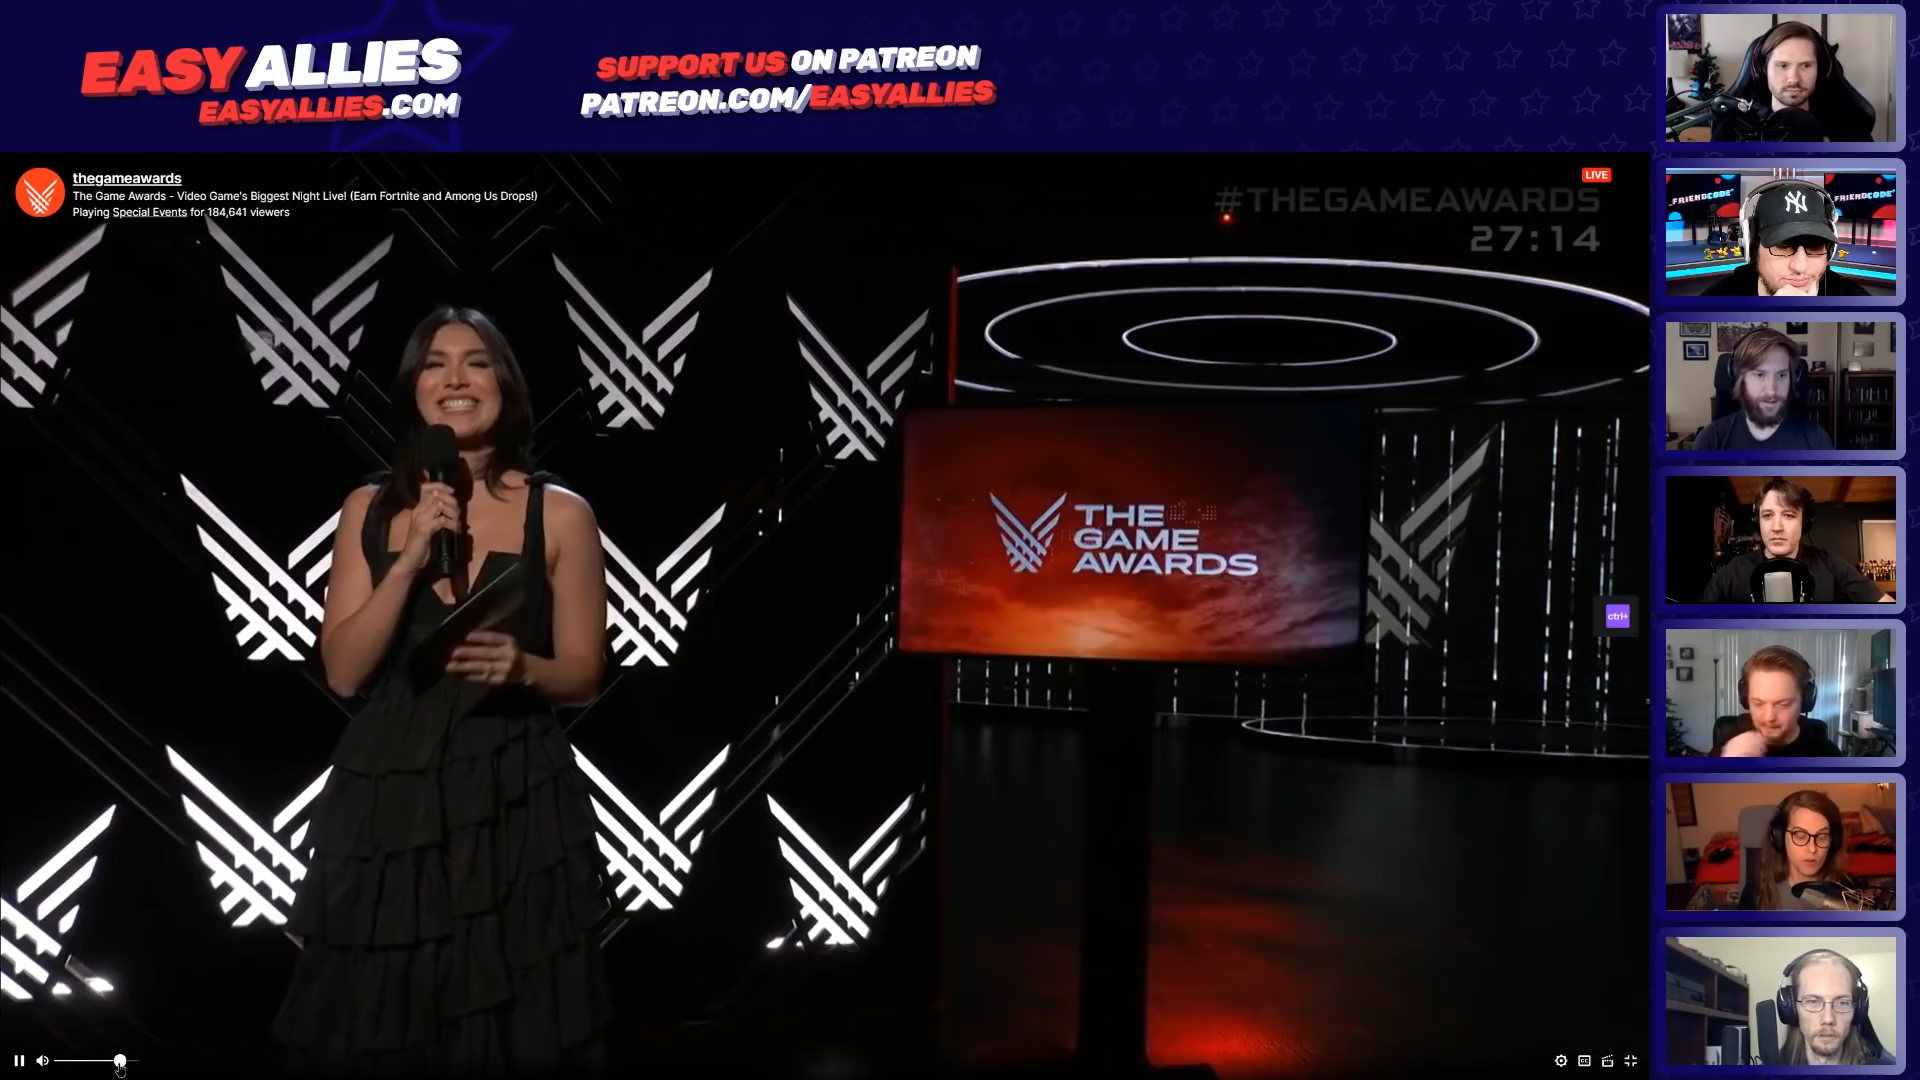 EASY ALLIES
EASYALLIES.COM
SUPPORT US ON PATREON
PATREON.COM/EASYALLIES
thegameawards
The Game Awards - Video Game's Biggest Night Live! (Earn Fortnite and Among Us Drops!)
Playing Special Events for 184,641 viewers
LIVE
#THEGAMEAWARDS
27:14
THE
GAME
AWARDS
ctrl+
FRIENDCODE
FRIENDCODE
NY
CC